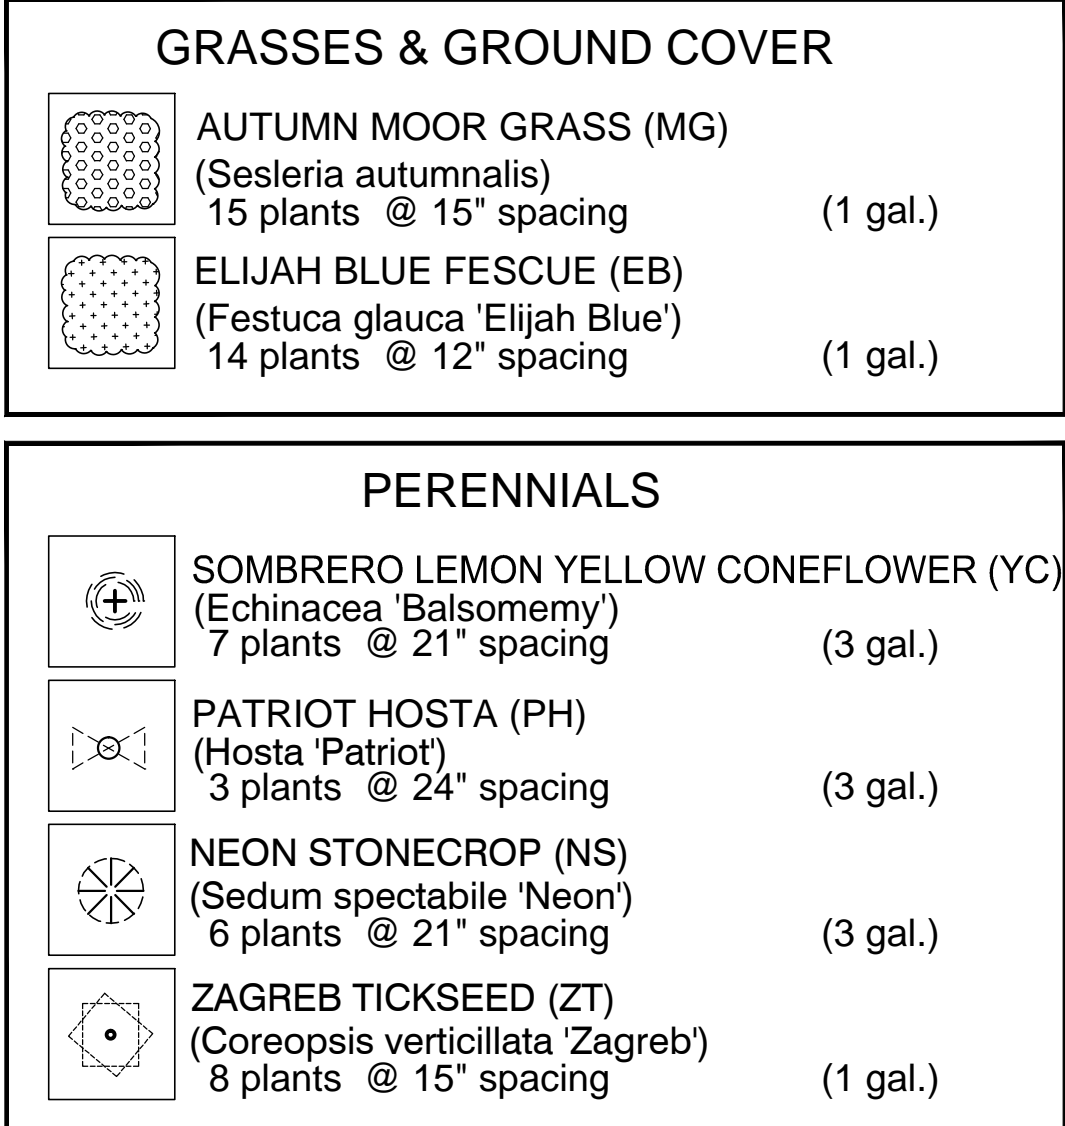 GRASSES & GROUND COVER
AUTUMN MOOR GRASS (MG)
(Sesleria autumnalis)
15 plants @ 15" spacing (1 gal.)
ELIJAH BLUE FESCUE (EB)
(Festuca glauca 'Elijah Blue')
14 plants @ 12" spacing (1 gal.)
PERENNIALS
SOMBRERO LEMON YELLOW CONEFLOWER (YC)
(Echinacea 'Balsomemy')
7 plants @ 21" spacing (3 gal.)
PATRIOT HOSTA (PH)
(Hosta 'Patriot')
3 plants @ 24" spacing (3 gal.)
NEON STONECROP (NS)
(Sedum spectabile 'Neon')
6 plants @ 21" spacing (3 gal.)
ZAGREB TICKSEED (ZT)
(Coreopsis verticillata 'Zagreb')
8 plants @ 15" spacing (1 gal.)